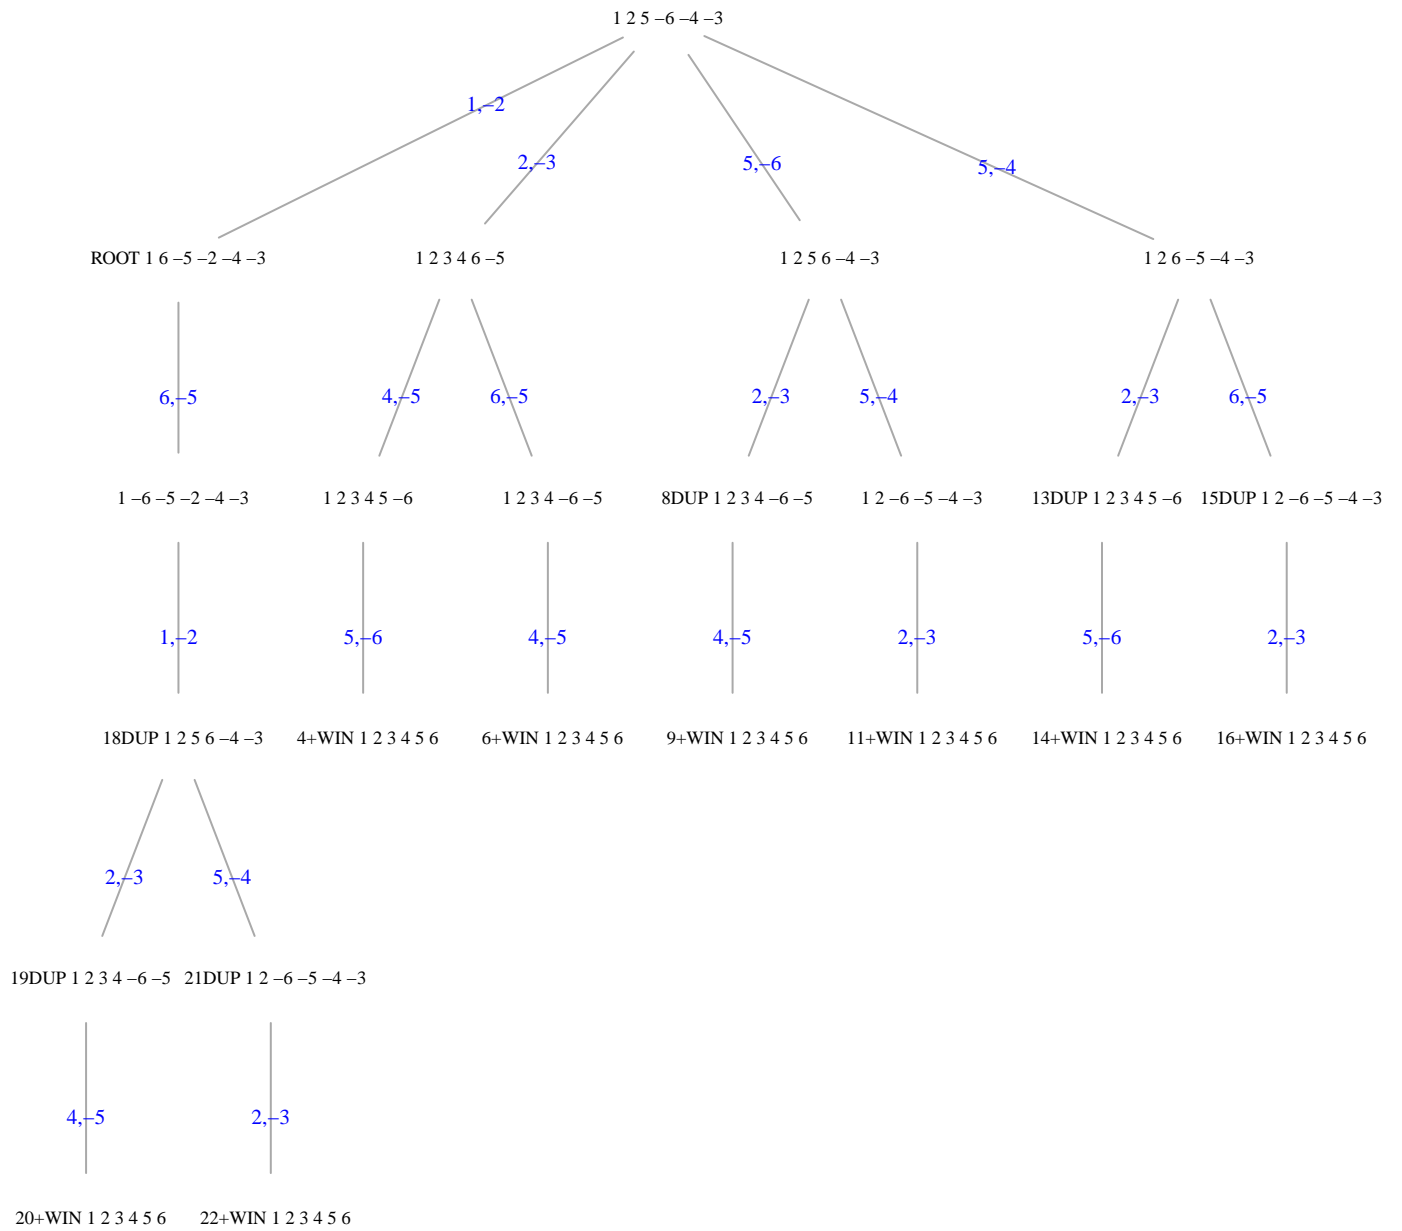 1 2 5 −6 −4 −3
1,−2
2,−3
5,−6
5,−4
ROOT 1 6 −5 −2 −4 −3
1 2 3 4 6 −5
1 2 5 6 −4 −3
1 2 6 −5 −4 −3
6,−5
4,−5
6,−5
2,−3
5,−4
2,−3
6,−5
1 −6 −5 −2 −4 −3
1 2 3 4 5 −6
1 2 3 4 −6 −5
8DUP 1 2 3 4 −6 −5
1 2 −6 −5 −4 −3
13DUP 1 2 3 4 5 −6
15DUP 1 2 −6 −5 −4 −3
1,−2
5,−6
4,−5
4,−5
2,−3
5,−6
2,−3
18DUP 1 2 5 6 −4 −3
4+WIN 1 2 3 4 5 6
6+WIN 1 2 3 4 5 6
9+WIN 1 2 3 4 5 6
11+WIN 1 2 3 4 5 6
14+WIN 1 2 3 4 5 6
16+WIN 1 2 3 4 5 6
2,−3
5,−4
19DUP 1 2 3 4 −6 −5
21DUP 1 2 −6 −5 −4 −3
4,−5
2,−3
20+WIN 1 2 3 4 5 6
22+WIN 1 2 3 4 5 6